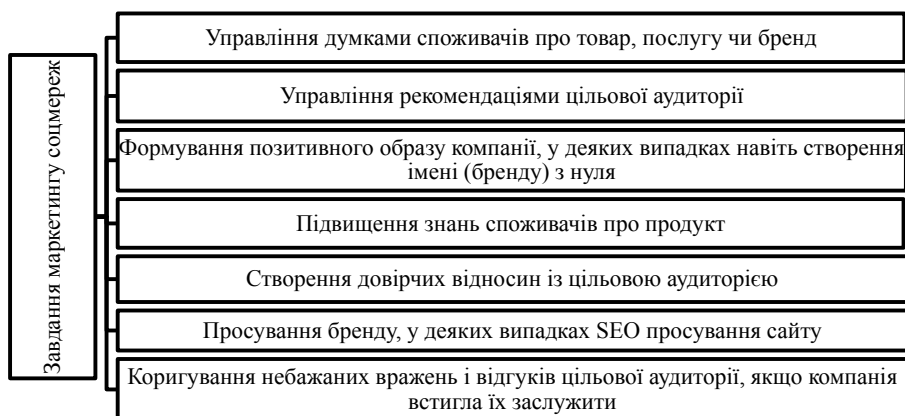 Завдання маркетингу соцмереж
Управління думками споживачів про товар, послугу чи бренд
Управління рекомендаціями цільової аудиторії
Формування позитивного образу компанії, у деяких випадках навіть створення
імені (бренду) з нуля
Підвищення знань споживачів про продукт
Створення довірчих відносин із цільовою аудиторією
Просування бренду, у деяких випадках SEO просування сайту
Коригування небажаних вражень і відгуків цільової аудиторії, якщо компанія
встигла їх заслужити